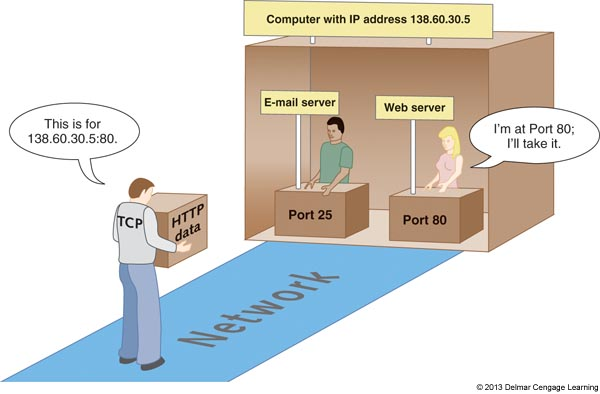 Computer with IP address 138.60.30.5
E-mail server
Web server
This is for
138.60.30.5:80.
I'm at Port 80;
I'll take it.
TCP
HTTP
data
Port 25
Port 80
Network
© 2013 Delmar Cengage Learning